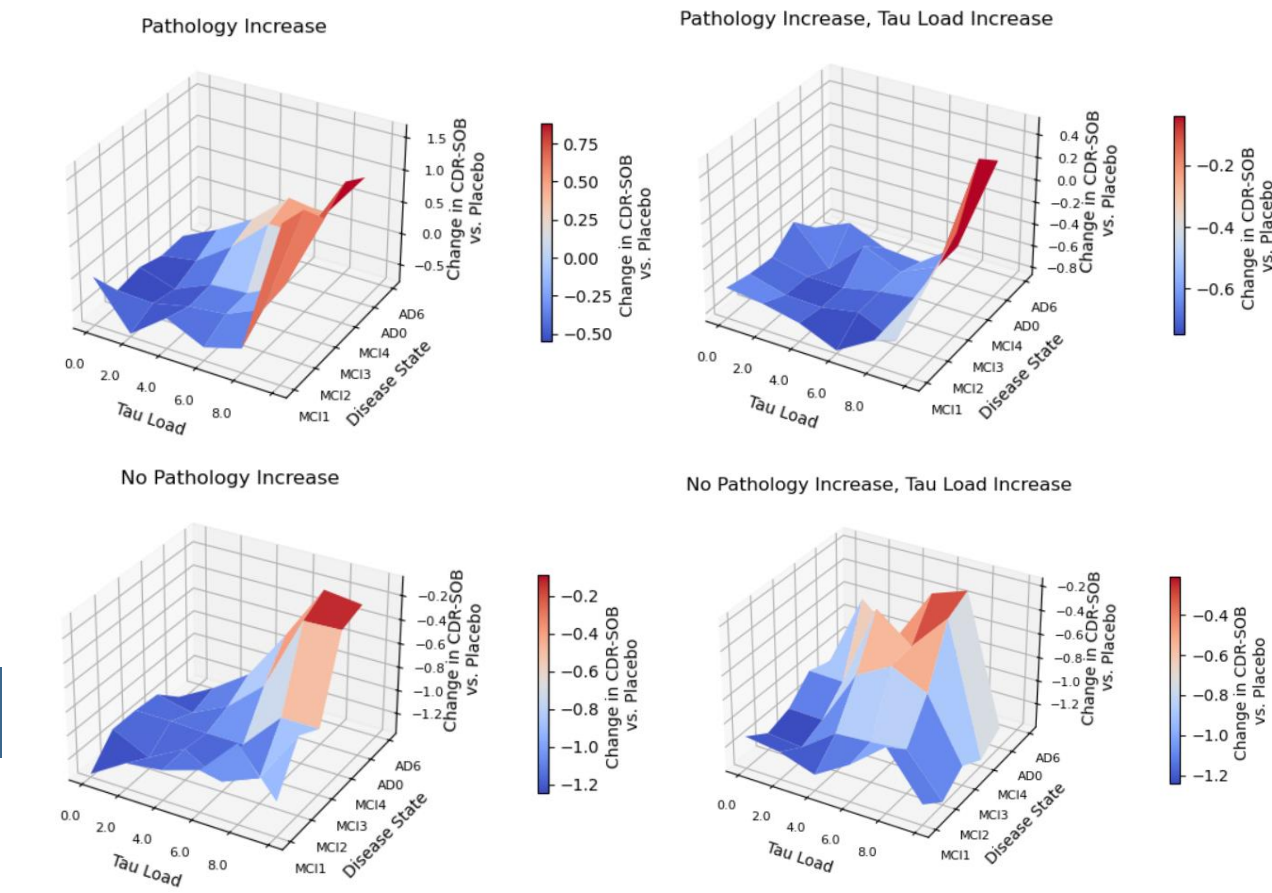 Pathology Increase
1.5
1.0
0.5
0.0
−0.5
Change in CDR-SOB
vs. Placebo
0.0
2.0
4.0
6.0
8.0
Tau Load
MCI1
MCI2
MCI3
MCI4
AD0
AD6
Disease State
0.75
0.50
0.25
0.00
−0.25
−0.50
Change in CDR-SOB
vs. Placebo
Pathology Increase, Tau Load Increase
0.4
0.2
0.0
−0.2
−0.4
−0.6
−0.8
Change in CDR-SOB
vs. Placebo
0.0
2.0
4.0
6.0
8.0
Tau Load
MCI1
MCI2
MCI3
MCI4
AD0
AD6
Disease State
−0.2
−0.4
−0.6
Change in CDR-SOB
vs. Placebo
No Pathology Increase
−0.2
−0.4
−0.6
−0.8
−1.0
−1.2
Change in CDR-SOB
vs. Placebo
0.0
2.0
4.0
6.0
8.0
Tau Load
MCI1
MCI2
MCI3
MCI4
AD0
AD6
Disease State
−0.2
−0.4
−0.6
−0.8
−1.0
−1.2
Change in CDR-SOB
vs. Placebo
No Pathology Increase, Tau Load Increase
−0.2
−0.4
−0.6
−0.8
−1.0
−1.2
Change in CDR-SOB
vs. Placebo
0.0
2.0
4.0
6.0
8.0
Tau Load
MCI1
MCI2
MCI3
MCI4
AD0
AD6
Disease State
−0.4
−0.6
−0.8
−1.0
−1.2
Change in CDR-SOB
vs. Placebo